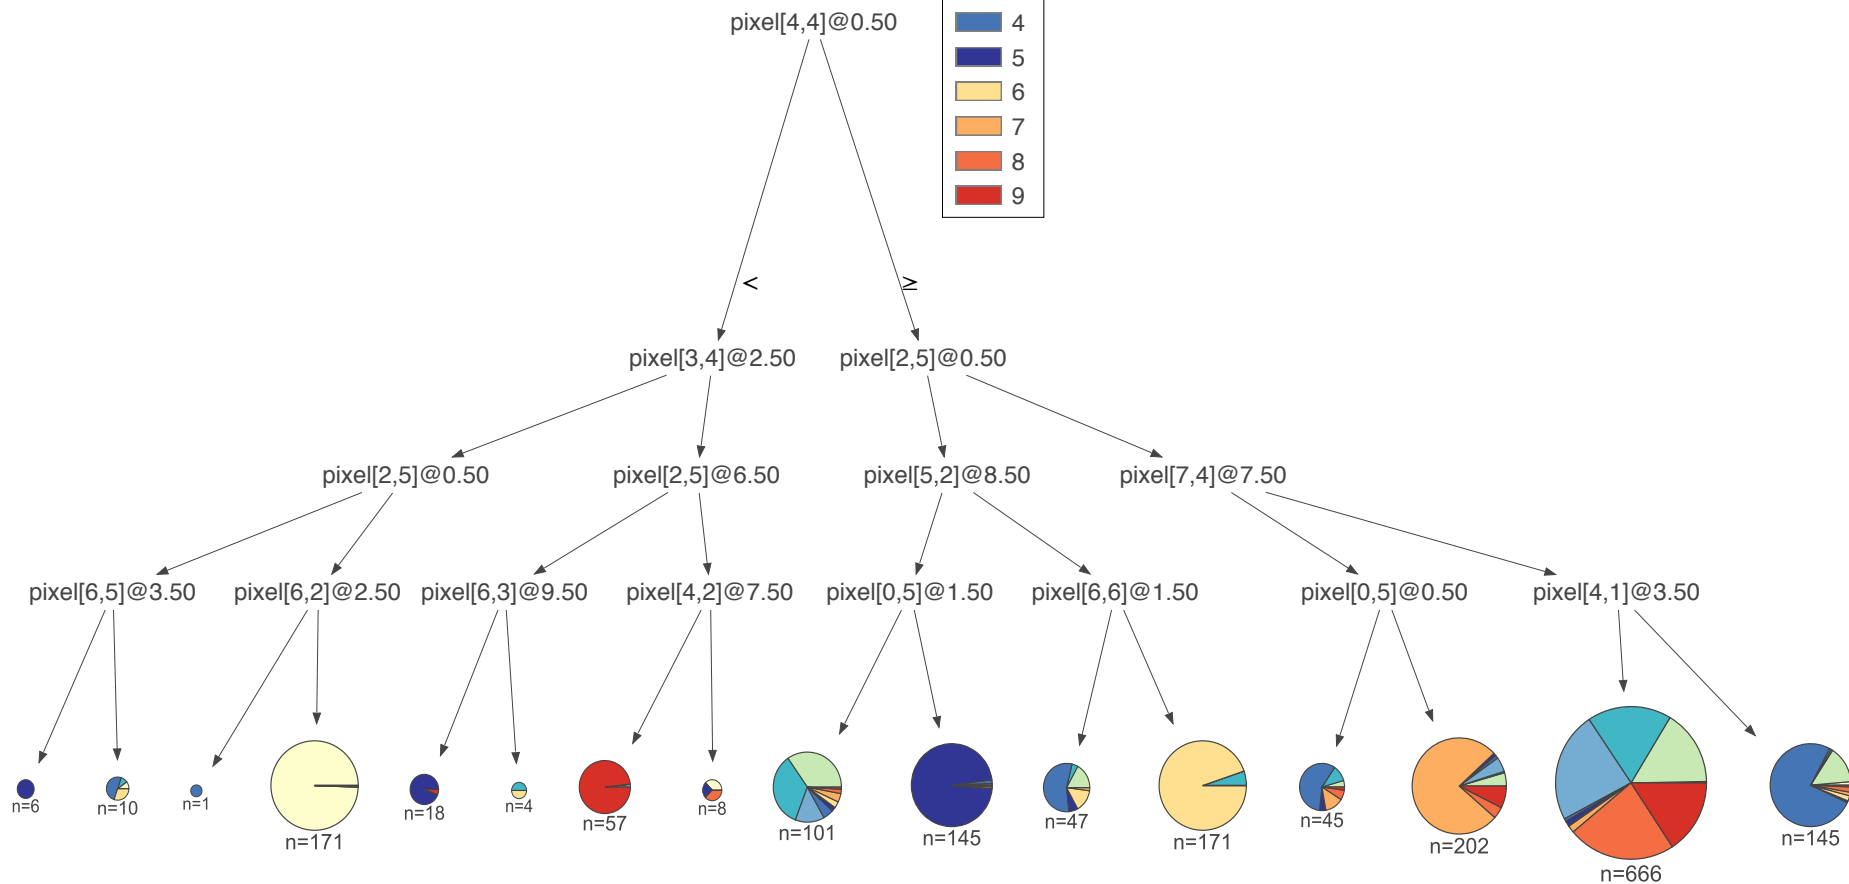 pixel[4,4]@0.50
4
5
6
7
8
9
<
≥
pixel[3,4]@2.50
pixel[2,5]@0.50
pixel[2,5]@0.50
pixel[2,5]@6.50
pixel[5,2]@8.50
pixel[7,4]@7.50
pixel[6,5]@3.50
pixel[6,2]@2.50
pixel[6,3]@9.50
pixel[4,2]@7.50
pixel[0,5]@1.50
pixel[6,6]@1.50
pixel[0,5]@0.50
pixel[4,1]@3.50
n=6
n=10
n=1
n=171
n=18
n=4
n=57
n=8
n=101
n=145
n=47
n=171
n=45
n=202
n=666
n=145